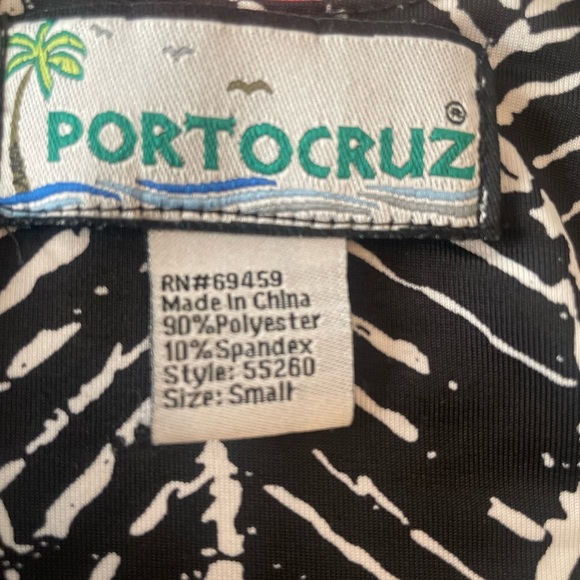 PORTOCRUZ®
RN#69459
Made In China
90%Polyester
10%Spandex
Style: 55260
Size: Small